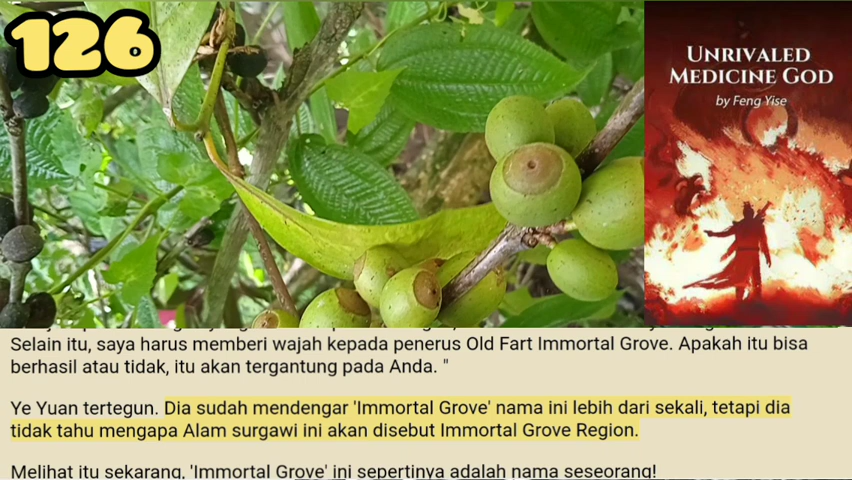 126
UNRIVALED
MEDICINE GOD
by Feng Yise
Selain itu, saya harus memberi wajah kepada penerus Old Fart Immortal Grove. Apakah itu bisa
berhasil atau tidak, itu akan tergantung pada Anda. "
Ye Yuan tertegun. Dia sudah mendengar 'Immortal Grove' nama ini lebih dari sekali, tetapi dia
tidak tahu mengapa Alam surgawi ini akan disebut Immortal Grove Region.
Melihat itu sekarang, 'Immortal Grove' ini sepertinya adalah nama seseorang!